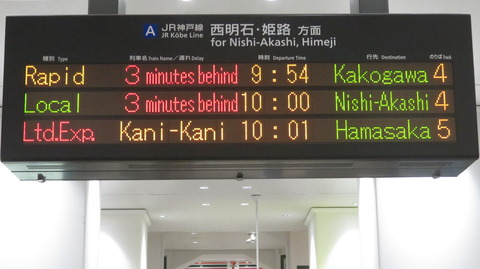 A JR神戸線 西明石・姫路 方面
JR Kōbe Line for Nishi-Akashi, Himeji
種別 Type 列車名 Train Name/遅れ Delay 時刻 Departure Time 行先 Destination のりば Track
Rapid 3 minutes behind 9:54 Kakogawa 4
Local 3 minutes behind 10:00 Nishi-Akashi 4
Ltd.Exp. Kani-Kani 10:01 Hamasaka 5